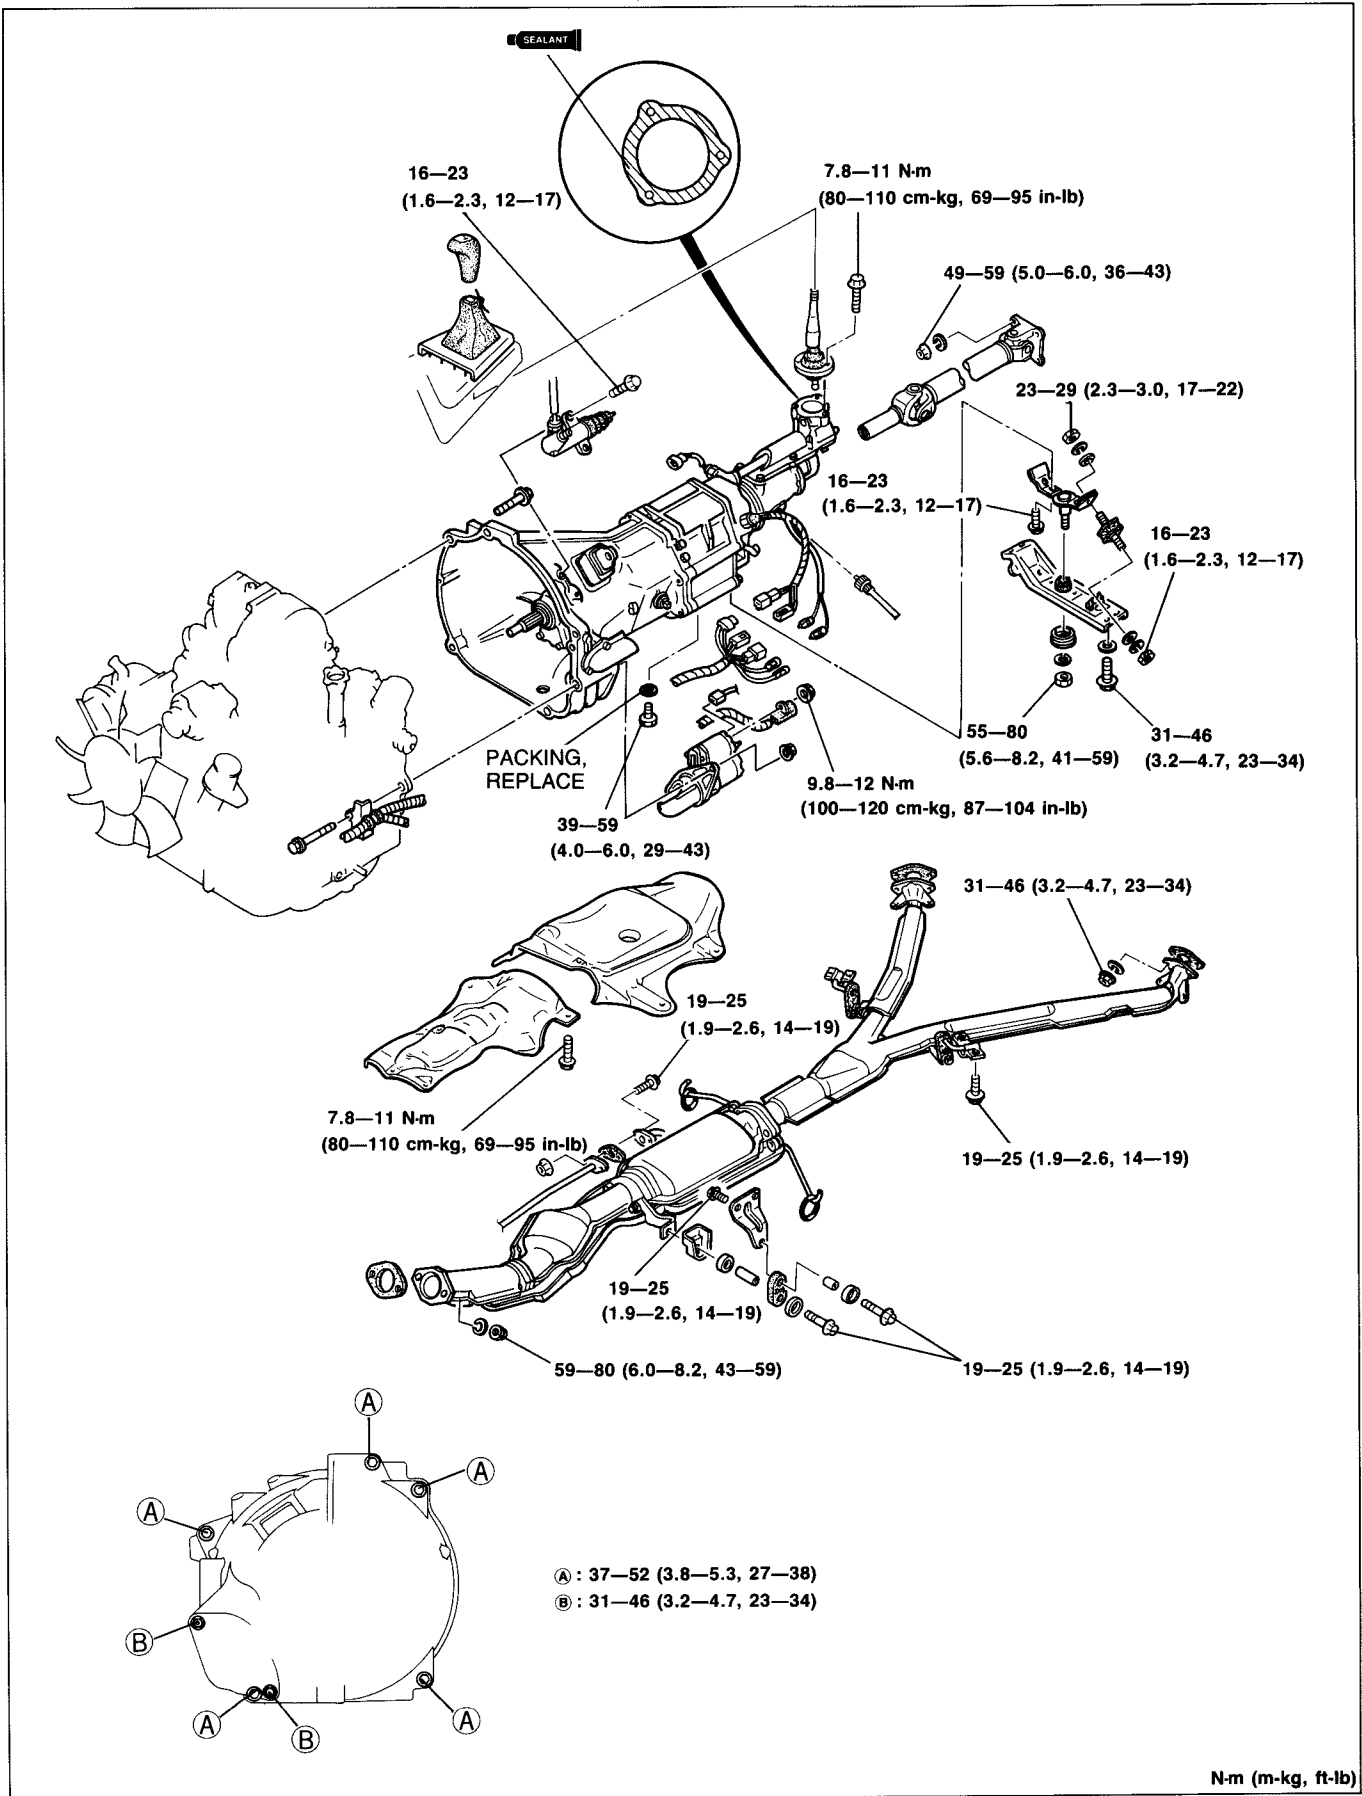 SEALANT
16—23
(1.6—2.3, 12—17)
7.8—11 N·m
(80—110 cm-kg, 69—95 in-lb)
49—59 (5.0—6.0, 36—43)
23—29 (2.3—3.0, 17—22)
16—23
(1.6—2.3, 12—17)
16—23
(1.6—2.3, 12—17)
PACKING,
REPLACE
55—80
(5.6—8.2, 41—59)
31—46
(3.2—4.7, 23—34)
9.8—12 N·m
(100—120 cm-kg, 87—104 in-lb)
39—59
(4.0—6.0, 29—43)
31—46 (3.2—4.7, 23—34)
19—25
(1.9—2.6, 14—19)
7.8—11 N·m
(80—110 cm-kg, 69—95 in-lb)
19—25 (1.9—2.6, 14—19)
19—25
(1.9—2.6, 14—19)
59—80 (6.0—8.2, 43—59)
19—25 (1.9—2.6, 14—19)
A
A
A
Ⓐ: 37—52 (3.8—5.3, 27—38)
Ⓑ: 31—46 (3.2—4.7, 23—34)
B
A
B
A
N·m (m-kg, ft-lb)